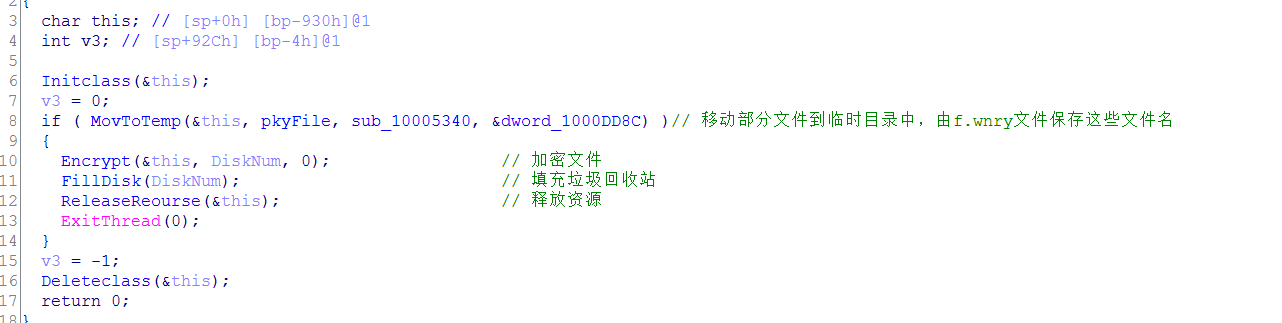 2 {
3 char this; // [sp+0h] [bp-930h]@1
4 int v3; // [sp+92Ch] [bp-4h]@1
5
6 Initclass(&this);
7 v3 = 0;
8 if ( MovToTemp(&this, pkyFile, sub_10005340, &dword_1000DD8C) )// 移动部分文件到临时目录中，由f.wnry文件保存这些文件名
9 {
10 Encrypt(&this, DiskNum, 0); // 加密文件
11 FillDisk(DiskNum); // 填充垃圾回收站
12 ReleaseReourse(&this); // 释放资源
13 ExitThread(0);
14 }
15 v3 = -1;
16 Deleteclass(&this);
17 return 0;
18 }